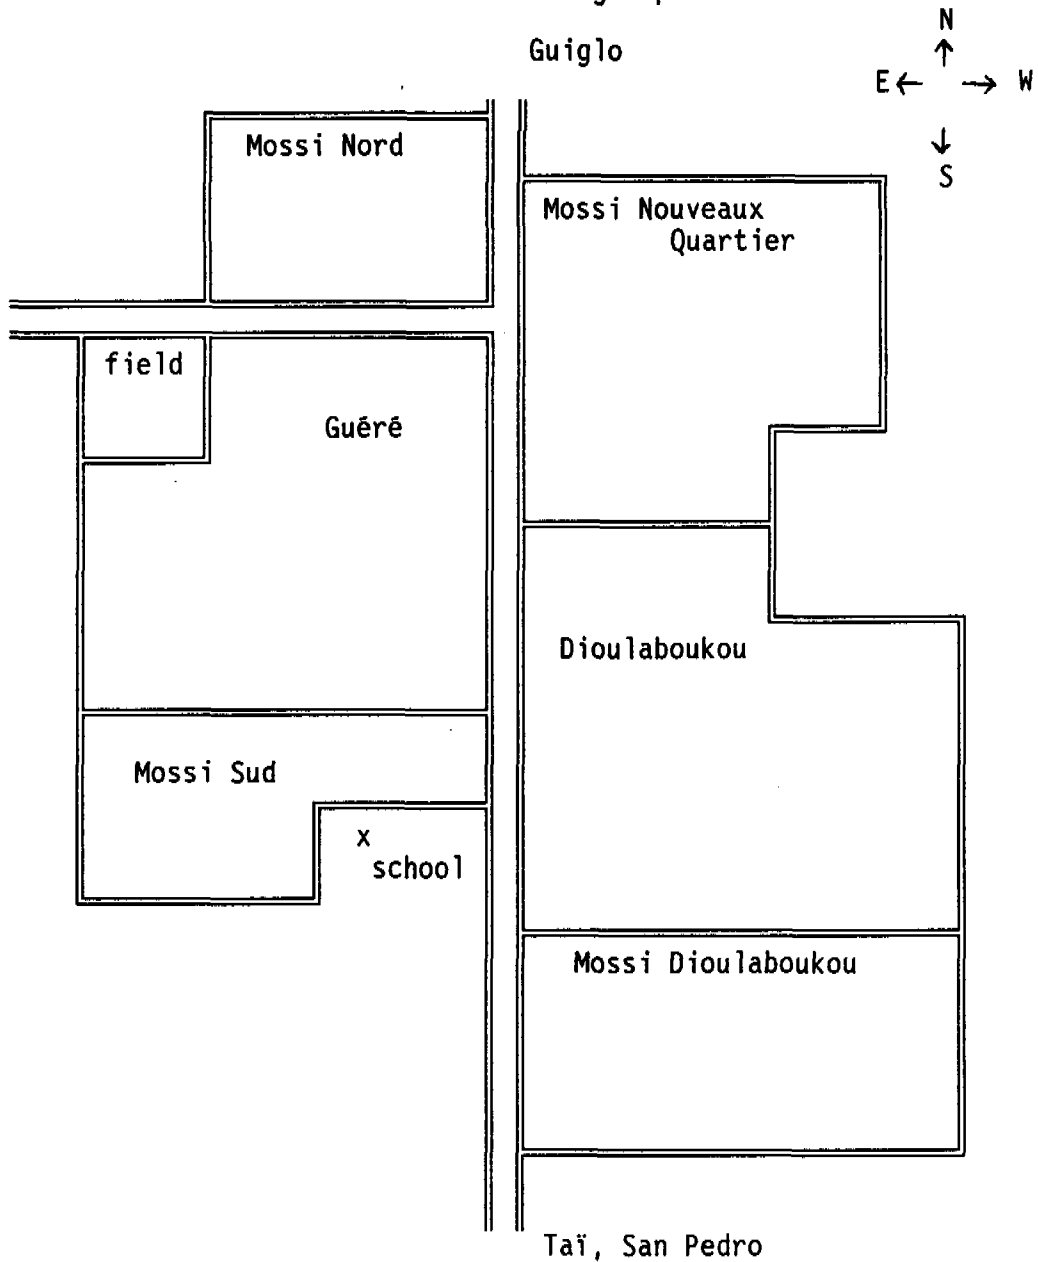 Guiglo
N
E W
S
Mossi Nord
Mossi Nouveaux
Quartier
field
Guéré
Dioulaboukou
Mossi Sud
x
school
Mossi Dioulaboukou
Taï, San Pedro